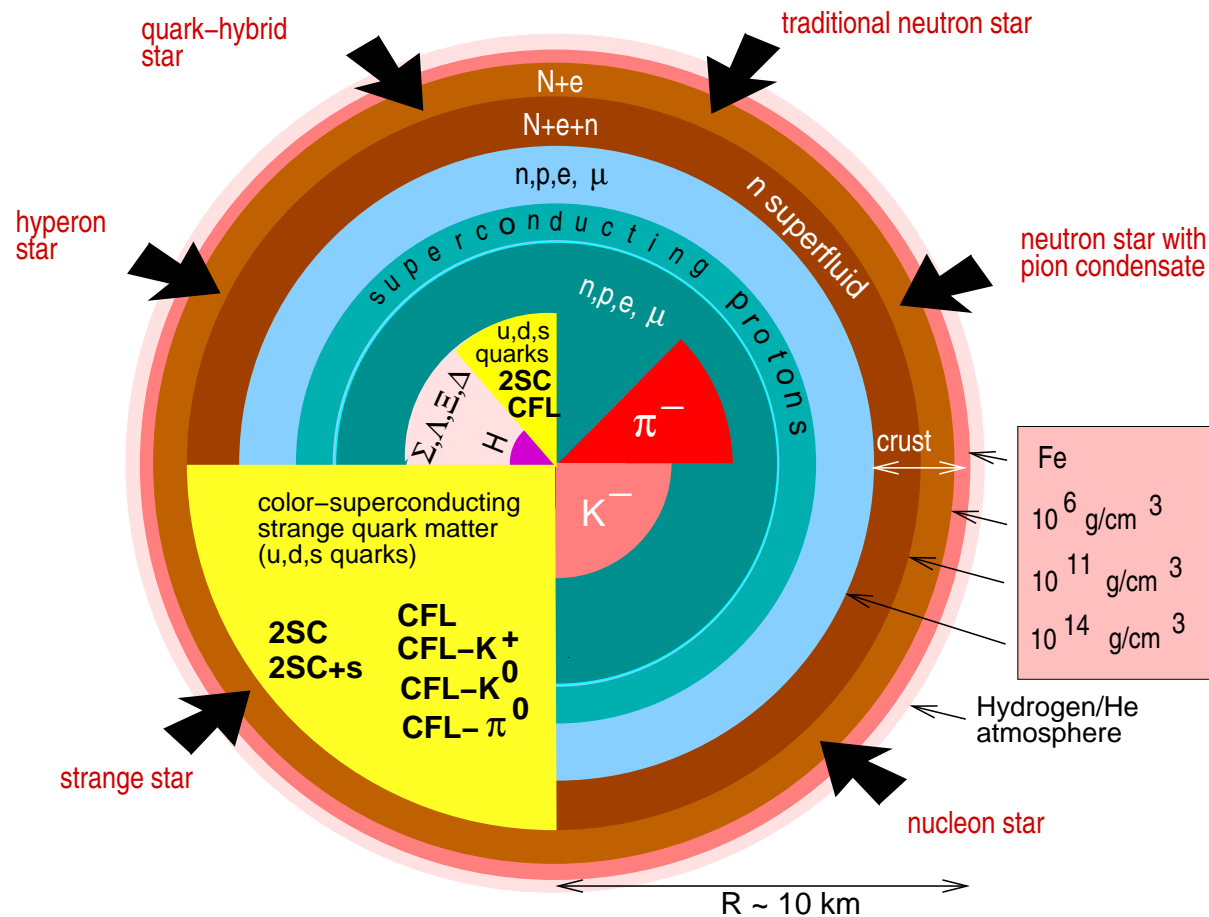 quark–hybrid
star
traditional neutron star
hyperon
star
neutron star with
pion condensate
N+e
N+e+n
n,p,e, μ
n superfluid
superconducting protons
n,p,e, μ
u,d,s
quarks
2SC
CFL
Σ,Λ,Ξ,Δ
H
π⁻
K⁻
crust
color–superconducting
strange quark matter
(u,d,s quarks)
2SC
2SC+s
CFL
CFL–K⁺
CFL–K⁰
CFL–π⁰
Fe
10⁶ g/cm³
10¹¹ g/cm³
10¹⁴ g/cm³
Hydrogen/He
atmosphere
strange star
nucleon star
R ~ 10 km